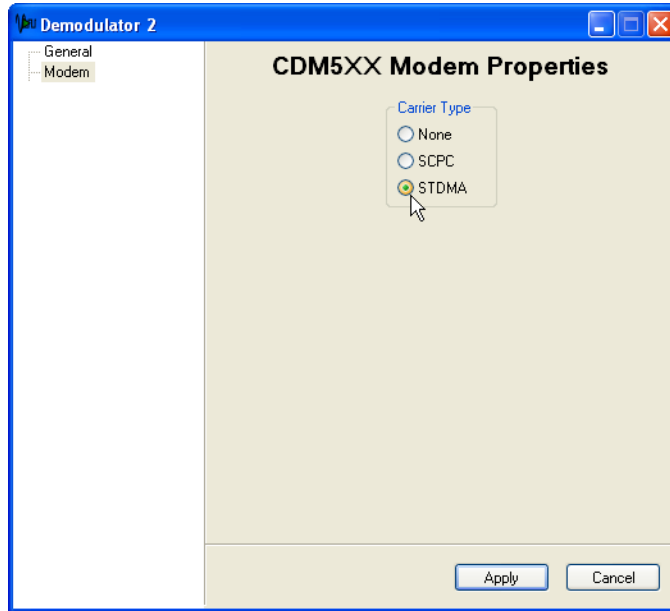 Demodulator 2
General
Modem
CDM5XX Modem Properties
Carrier Type
None
SCPC
STDMA
Apply
Cancel